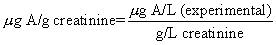 μg A/g creatinine = μg A/L (experimental) / g/L creatinine